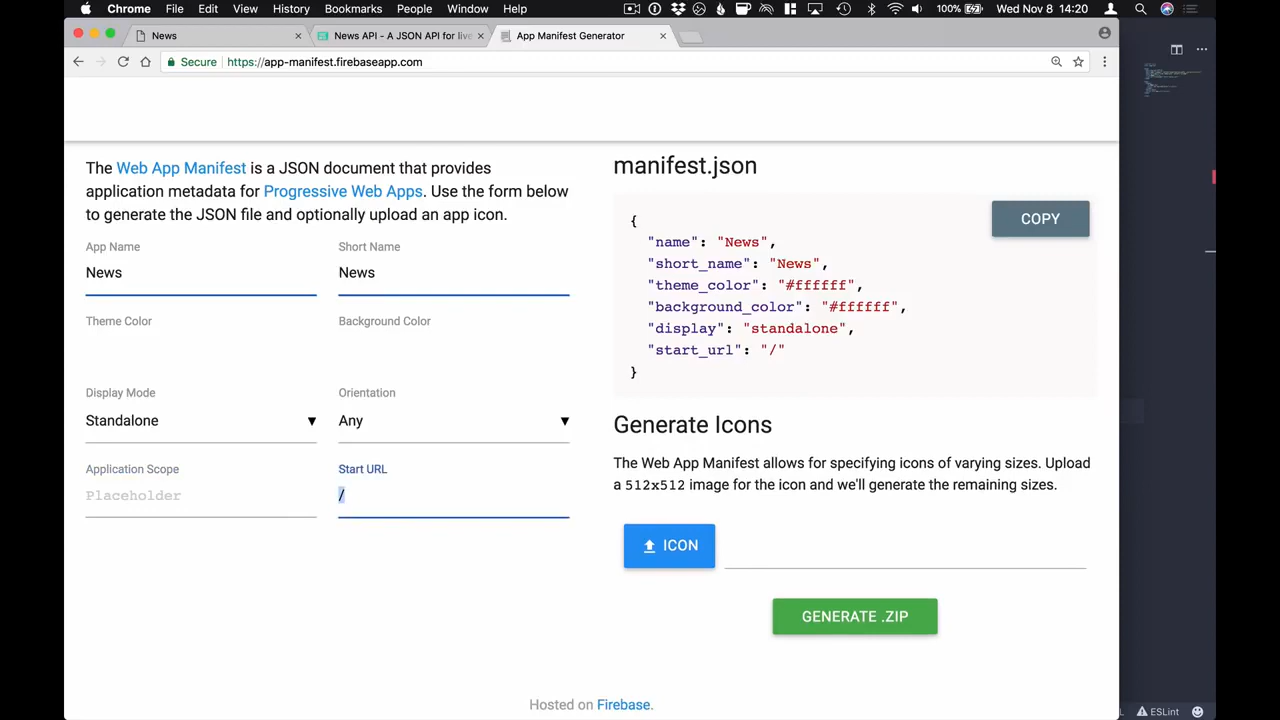 Chrome File Edit View History Bookmarks People Window Help 100% Wed Nov 8 14:20
News News API - A JSON API for live App Manifest Generator
Secure https://app-manifest.firebaseapp.com
The Web App Manifest is a JSON document that provides
application metadata for Progressive Web Apps. Use the form below
to generate the JSON file and optionally upload an app icon.
App Name Short Name
News News
Theme Color Background Color
Display Mode Orientation
Standalone Any
Application Scope Start URL
Placeholder /
manifest.json
COPY
{
"name": "News",
"short_name": "News",
"theme_color": "#ffffff",
"background_color": "#ffffff",
"display": "standalone",
"start_url": "/"
}
Generate Icons
The Web App Manifest allows for specifying icons of varying sizes. Upload
a 512x512 image for the icon and we'll generate the remaining sizes.
ICON
GENERATE .ZIP
Hosted on Firebase.
ESLint